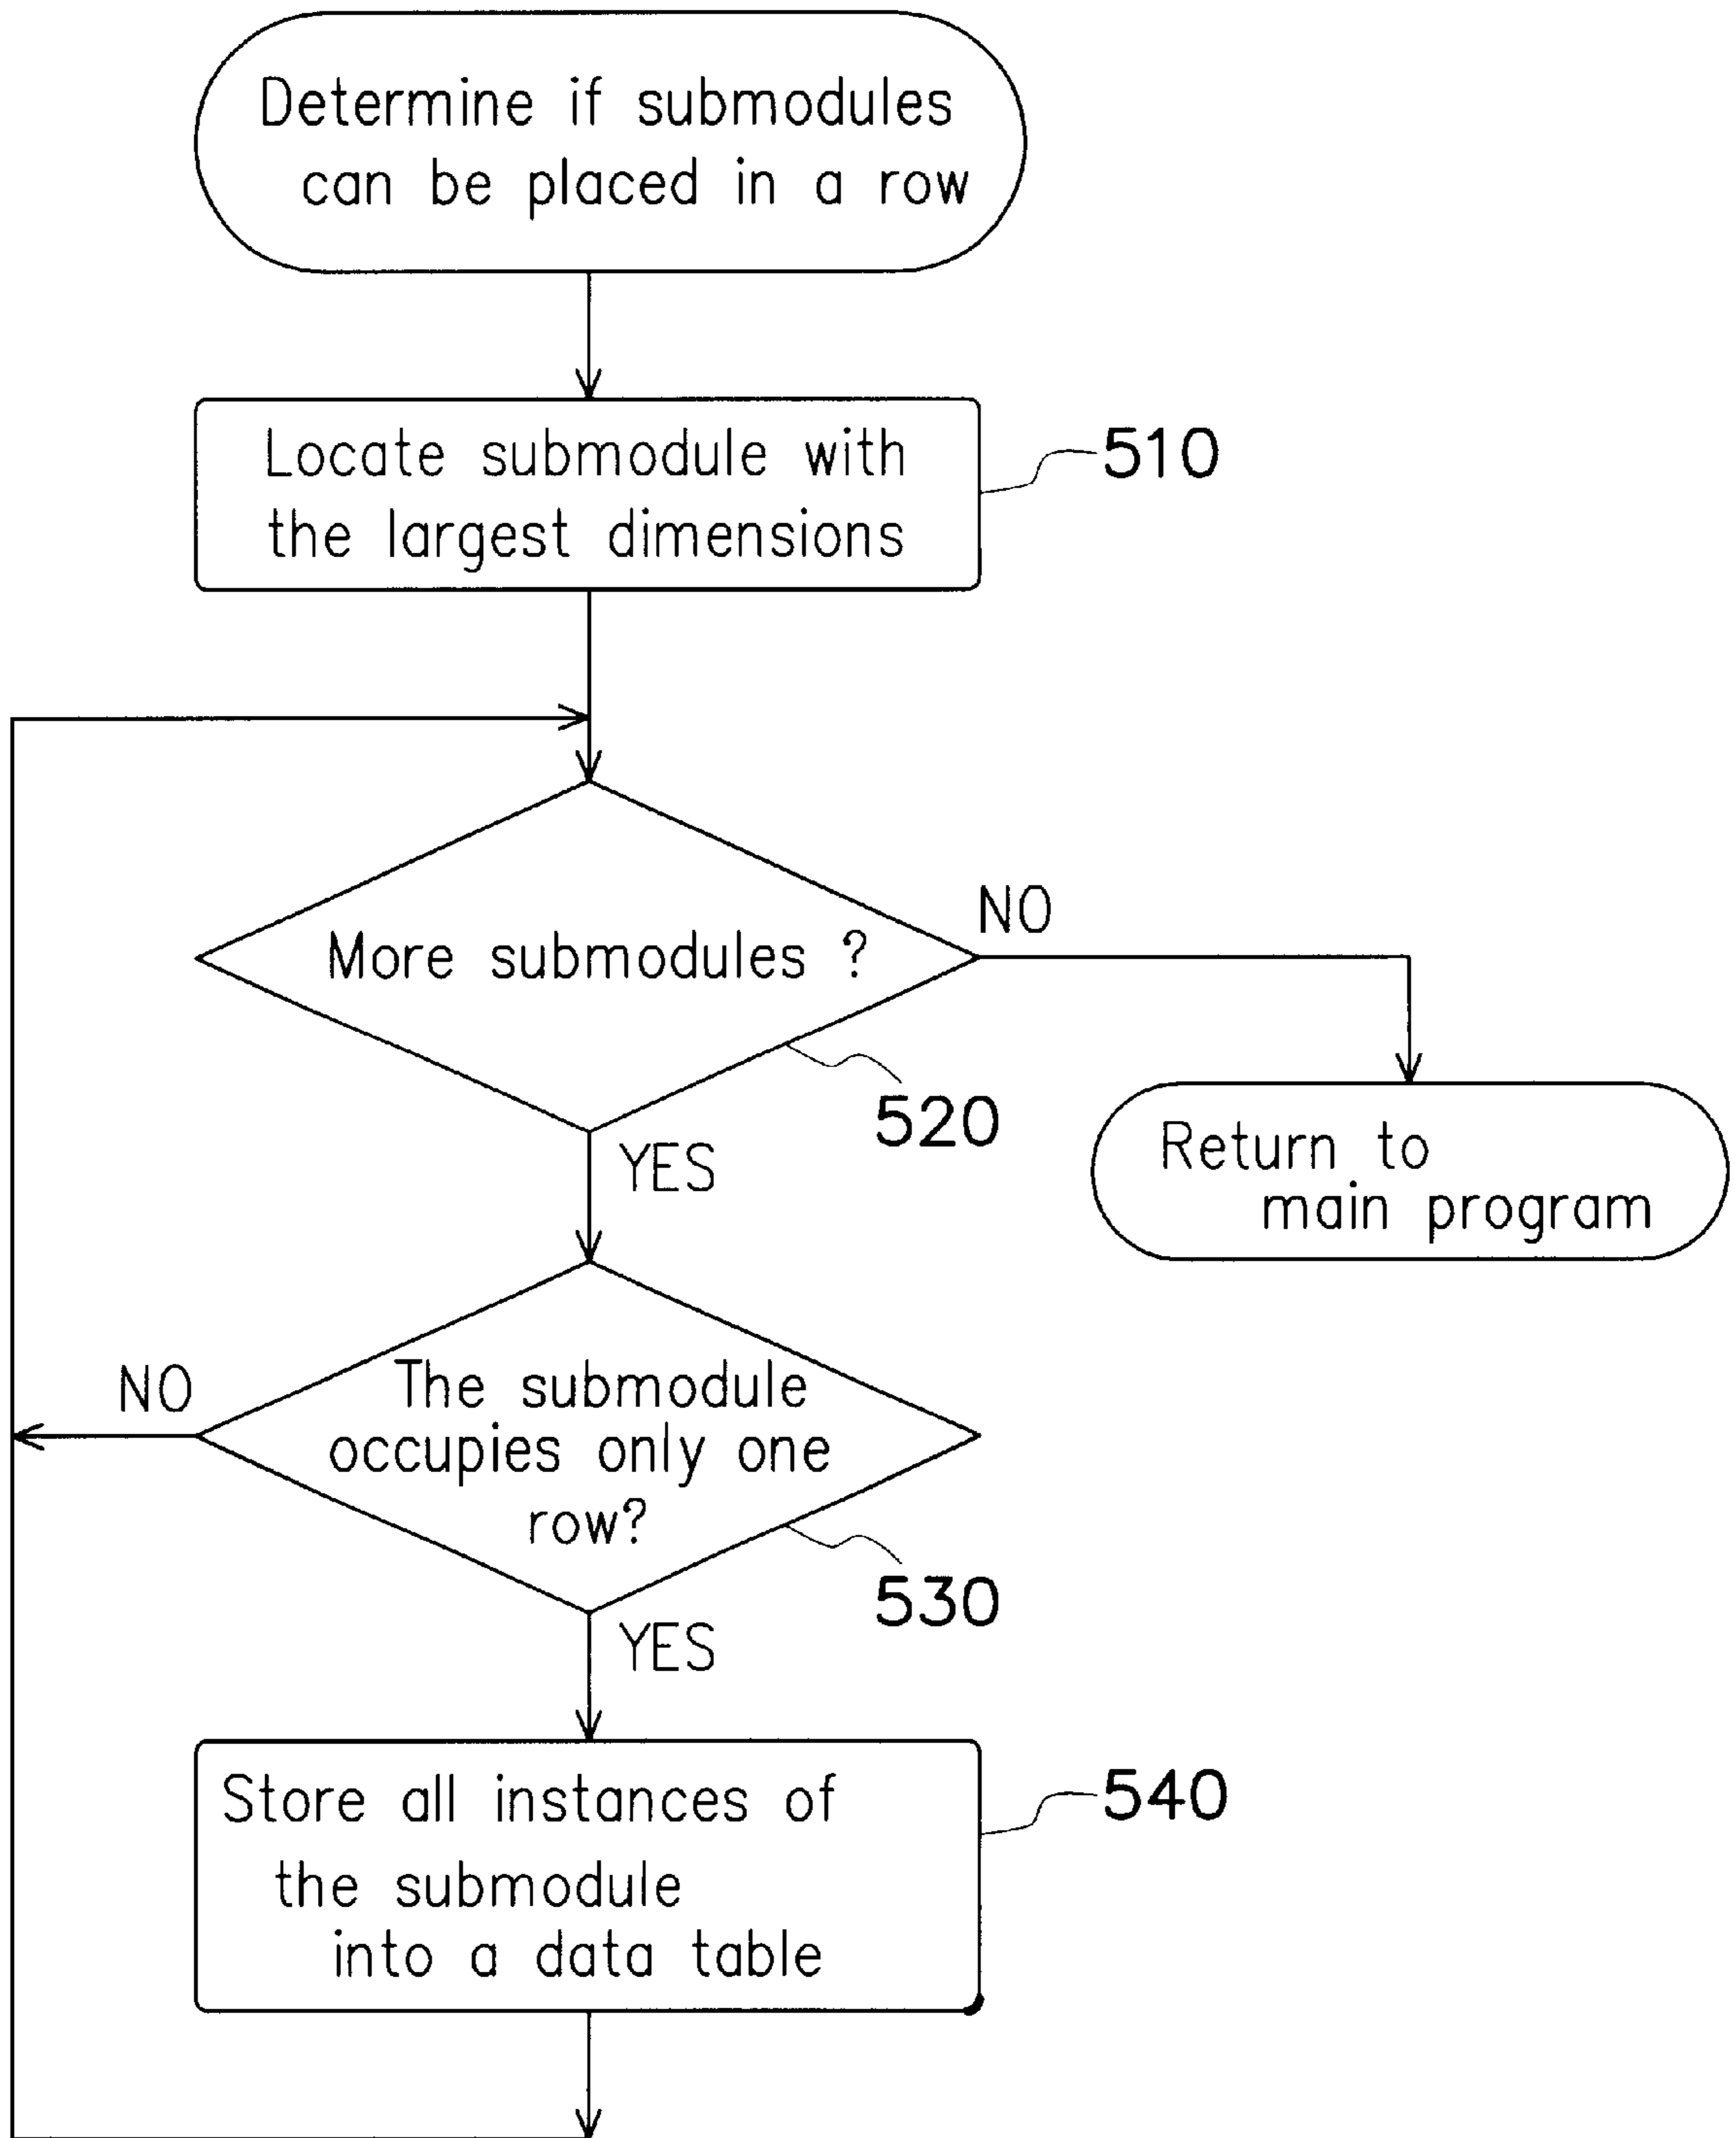 Determine if submodules
can be placed in a row
Locate submodule with
the largest dimensions
510
More submodules ?
NO
520
YES
Return to
main program
NO
The submodule
occupies only one
row?
530
YES
Store all instances of
the submodule
into a data table
540